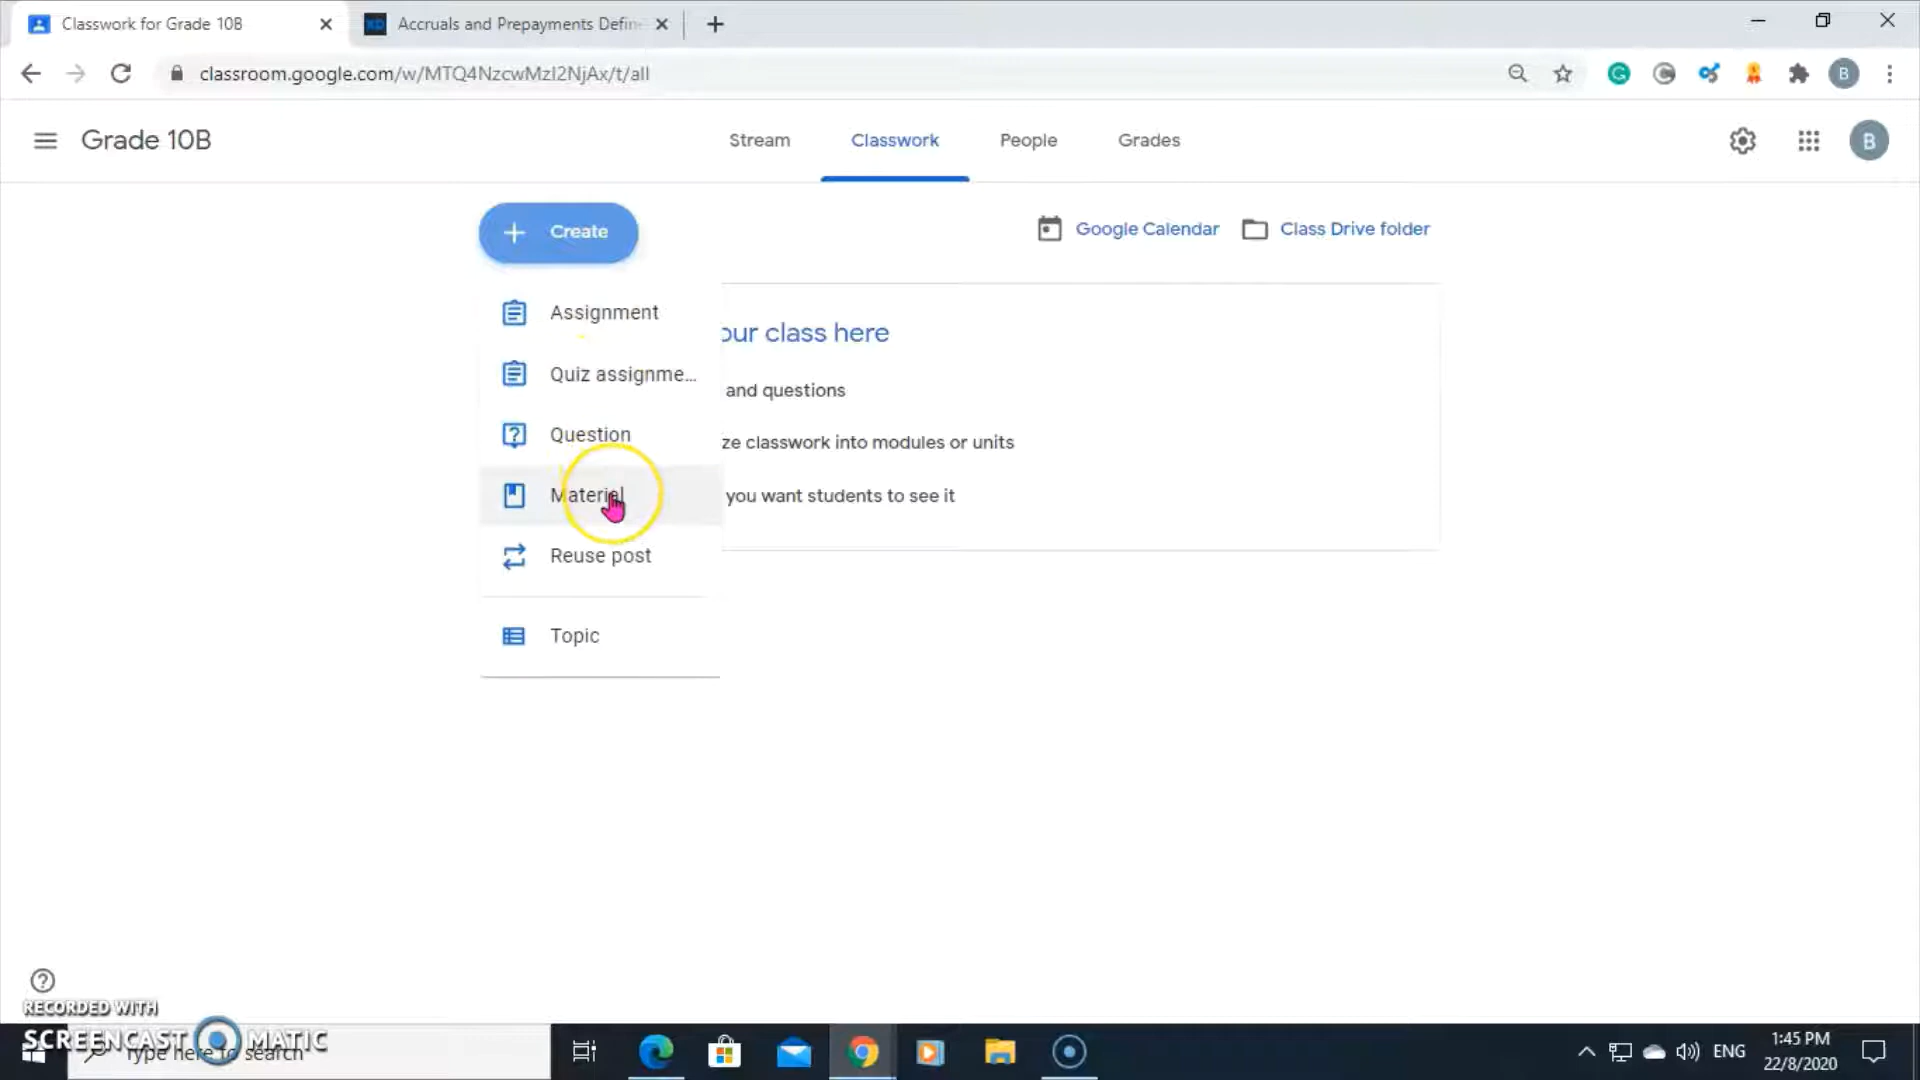 Classwork for Grade 10B
Accruals and Prepayments Defin
classroom.google.com/w/MTQ4NzcwMzI2NjAx/t/all
B
Grade 10B
Stream
Classwork
People
Grades
B
Create
Google Calendar
Class Drive folder
Assignment
our class here
Quiz assignme...
and questions
Question
ze classwork into modules or units
Material
you want students to see it
Reuse post
Topic
RECORDED WITH
SCREENCAST MATIC
Type here to search
ENG
1:45 PM
22/8/2020